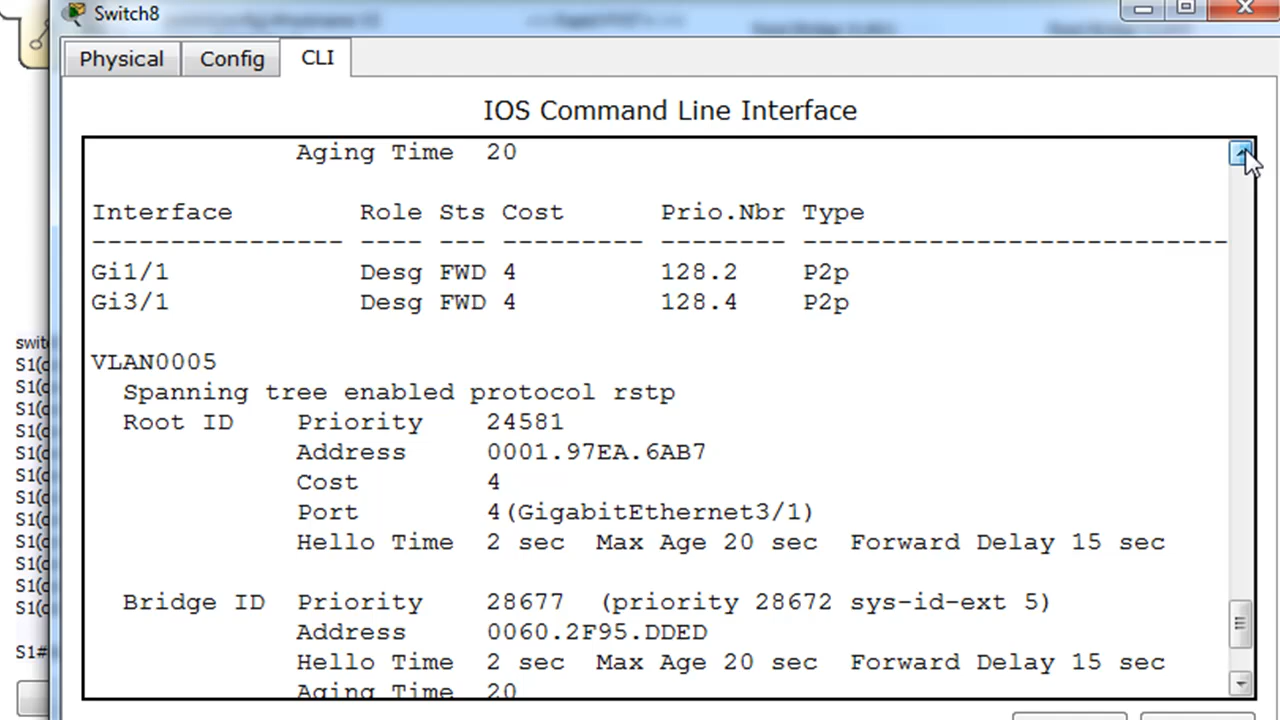 Switch8
Physical Config CLI
IOS Command Line Interface
Aging Time 20
Interface Role Sts Cost Prio.Nbr Type
---------------- ---- --- --------- -------- ---------------------------
Gi1/1 Desg FWD 4 128.2 P2p
Gi3/1 Desg FWD 4 128.4 P2p
VLAN0005
Spanning tree enabled protocol rstp
Root ID Priority 24581
Address 0001.97EA.6AB7
Cost 4
Port 4(GigabitEthernet3/1)
Hello Time 2 sec Max Age 20 sec Forward Delay 15 sec
Bridge ID Priority 28677 (priority 28672 sys-id-ext 5)
Address 0060.2F95.DDED
Hello Time 2 sec Max Age 20 sec Forward Delay 15 sec
Aging Time 20
S1#